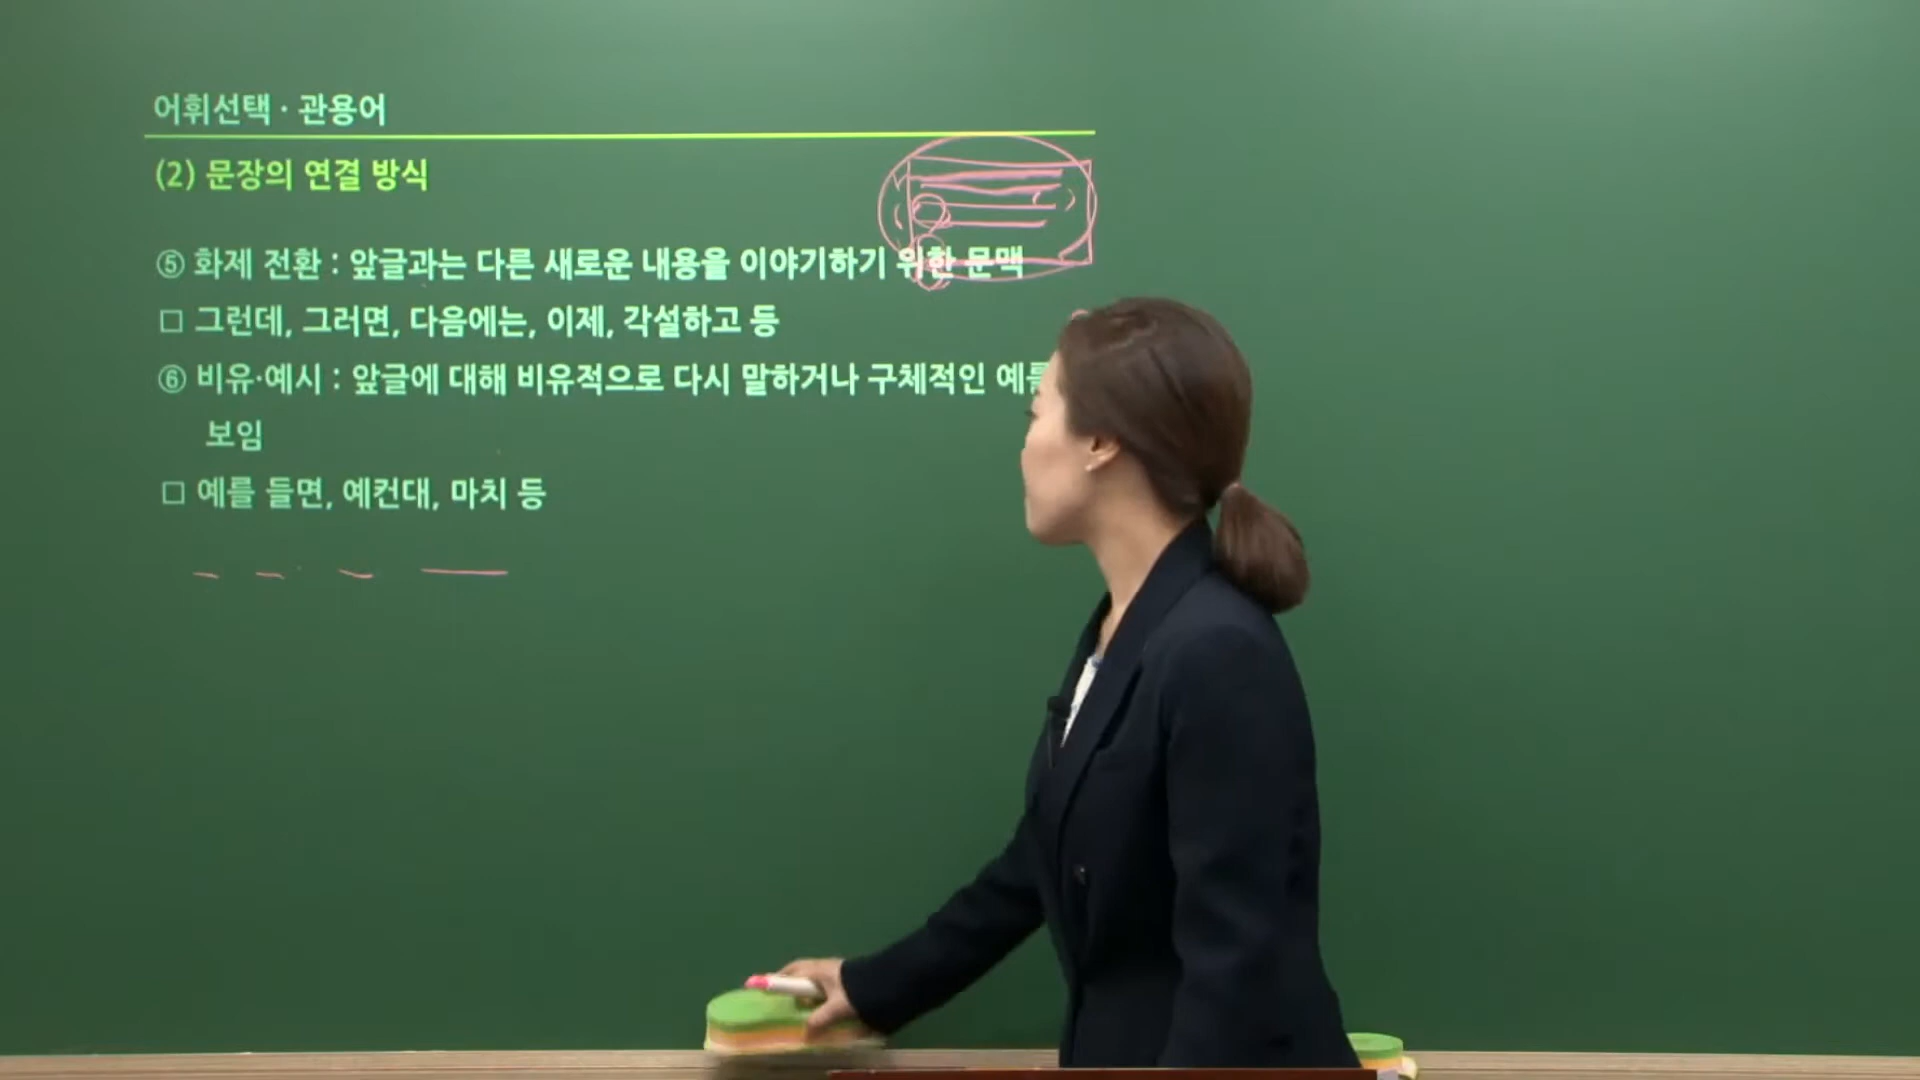 어휘선택 · 관용어
(2) 문장의 연결 방식
⑤ 화제 전환 : 앞글과는 다른 새로운 내용을 이야기하기 위한 문맥
□ 그런데, 그러면, 다음에는, 이제, 각설하고 등
⑥ 비유·예시 : 앞글에 대해 비유적으로 다시 말하거나 구체적인 예를
보임
□ 예를 들면, 예컨대, 마치 등